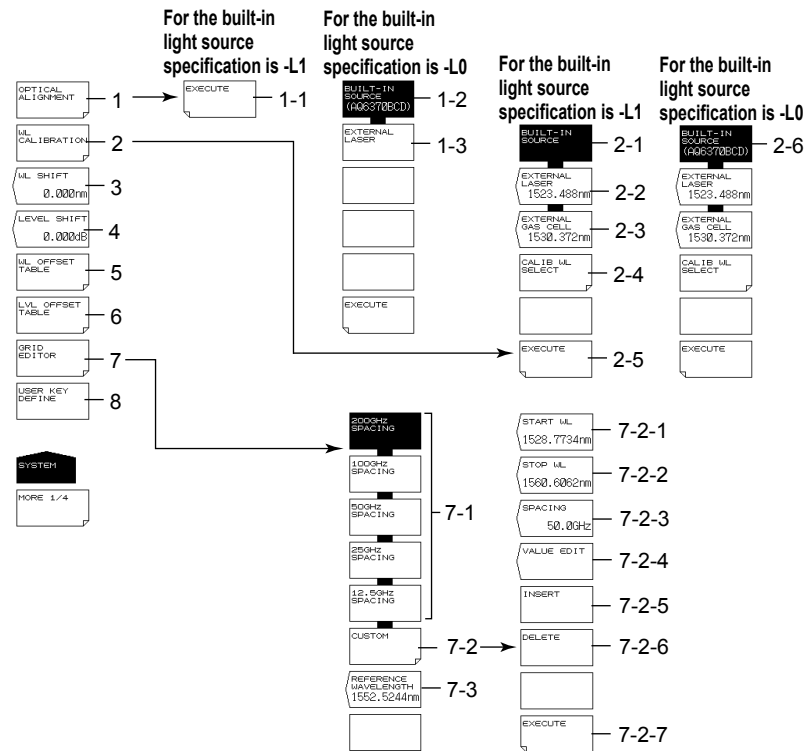 For the built-in
light source
specification is -L1
For the built-in
light source
specification is -L0
For the built-in
light source
specification is -L1
For the built-in
light source
specification is -L0
OPTICAL
ALIGNMENT
1
EXECUTE
1-1
BUILT-IN
SOURCE
(AQ6370BCD)
1-2
EXTERNAL
LASER
1-3
EXECUTE
WL
CALIBRATION
2
BUILT-IN
SOURCE
2-1
EXTERNAL
LASER
1523.488nm
2-2
EXTERNAL
GAS CELL
1530.372nm
2-3
CALIB WL
SELECT
2-4
EXECUTE
2-5
BUILT-IN
SOURCE
(AQ6370BCD)
2-6
EXTERNAL
LASER
1523.488nm
EXTERNAL
GAS CELL
1530.372nm
CALIB WL
SELECT
EXECUTE
WL SHIFT
0.000nm
3
LEVEL SHIFT
0.000dB
4
WL OFFSET
TABLE
5
LVL OFFSET
TABLE
6
GRID
EDITOR
7
USER KEY
DEFINE
8
SYSTEM
MORE 1/4
200GHz
SPACING
100GHz
SPACING
50GHz
SPACING
25GHz
SPACING
12.5GHz
SPACING
7-1
CUSTOM
7-2
REFERENCE
WAVELENGTH
1552.5244nm
7-3
START WL
1528.7734nm
7-2-1
STOP WL
1560.6062nm
7-2-2
SPACING
50.0GHz
7-2-3
VALUE EDIT
7-2-4
INSERT
7-2-5
DELETE
7-2-6
EXECUTE
7-2-7